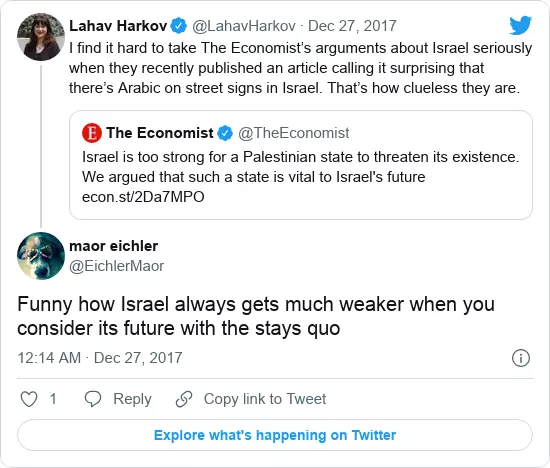 Lahav Harkov @LahavHarkov · Dec 27, 2017
I find it hard to take The Economist’s arguments about Israel seriously
when they recently published an article calling it surprising that
there’s Arabic on street signs in Israel. That’s how clueless they are.
E The Economist @TheEconomist
Israel is too strong for a Palestinian state to threaten its existence.
We argued that such a state is vital to Israel's future
econ.st/2Da7MPO
maor eichler
@EichlerMaor
Funny how Israel always gets much weaker when you
consider its future with the stays quo
12:14 AM · Dec 27, 2017
1 Reply Copy link to Tweet
Explore what's happening on Twitter